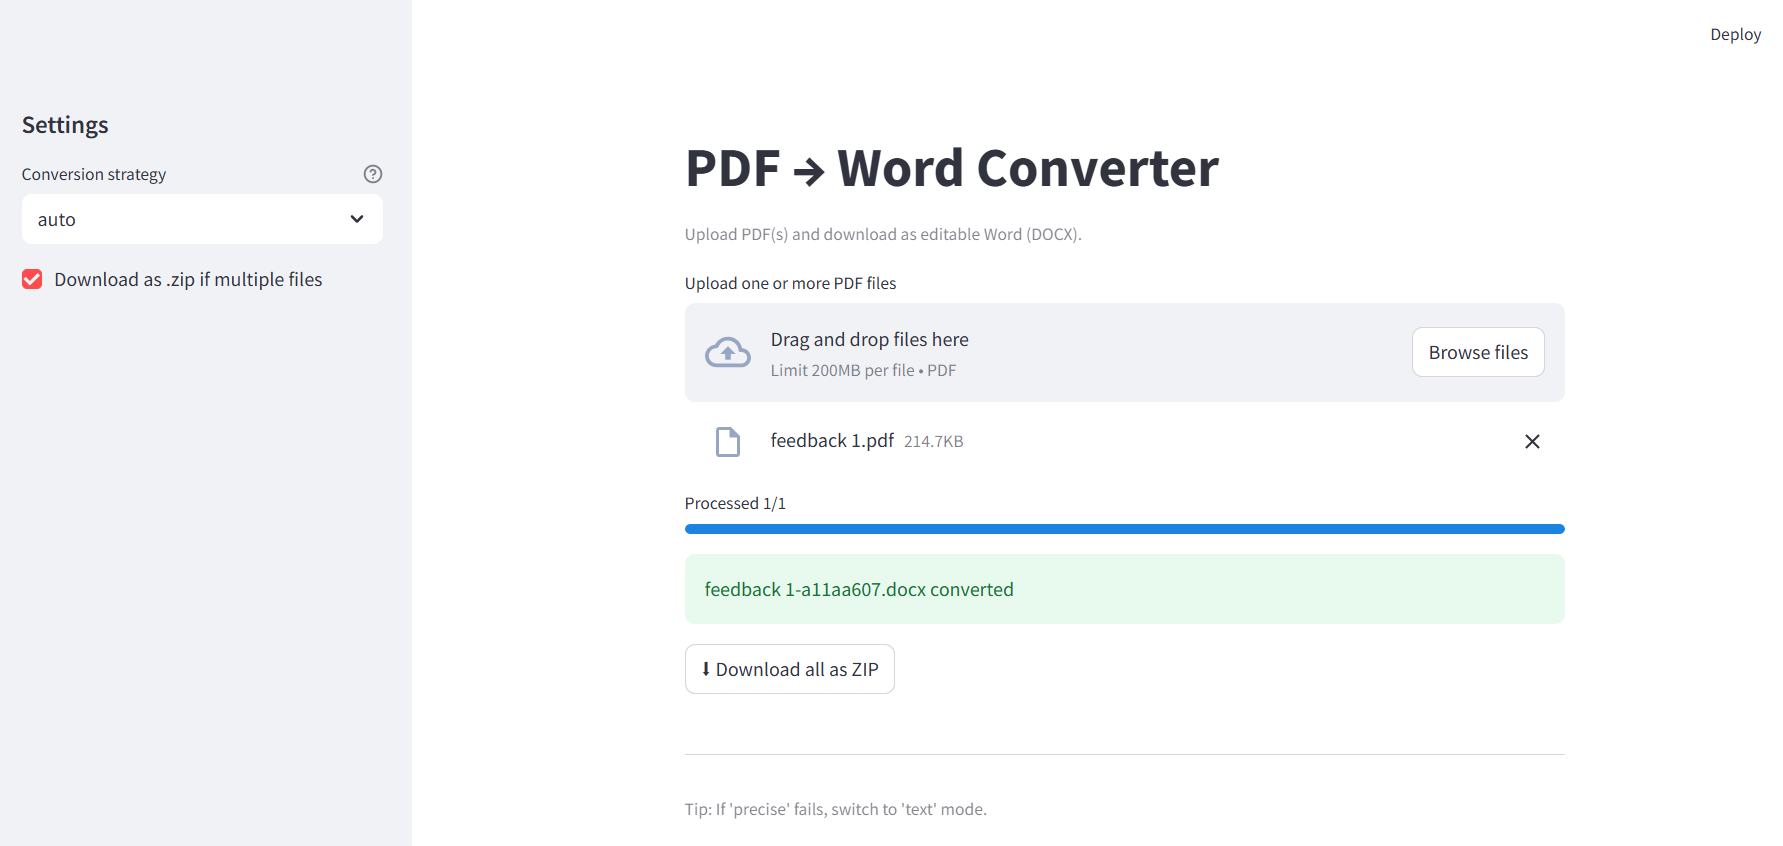 Deploy
Settings
Conversion strategy
auto
Download as .zip if multiple files
PDF → Word Converter
Upload PDF(s) and download as editable Word (DOCX).
Upload one or more PDF files
Drag and drop files here
Limit 200MB per file • PDF
Browse files
feedback 1.pdf 214.7KB
Processed 1/1
feedback 1-a11aa607.docx converted
⬇ Download all as ZIP
Tip: If 'precise' fails, switch to 'text' mode.